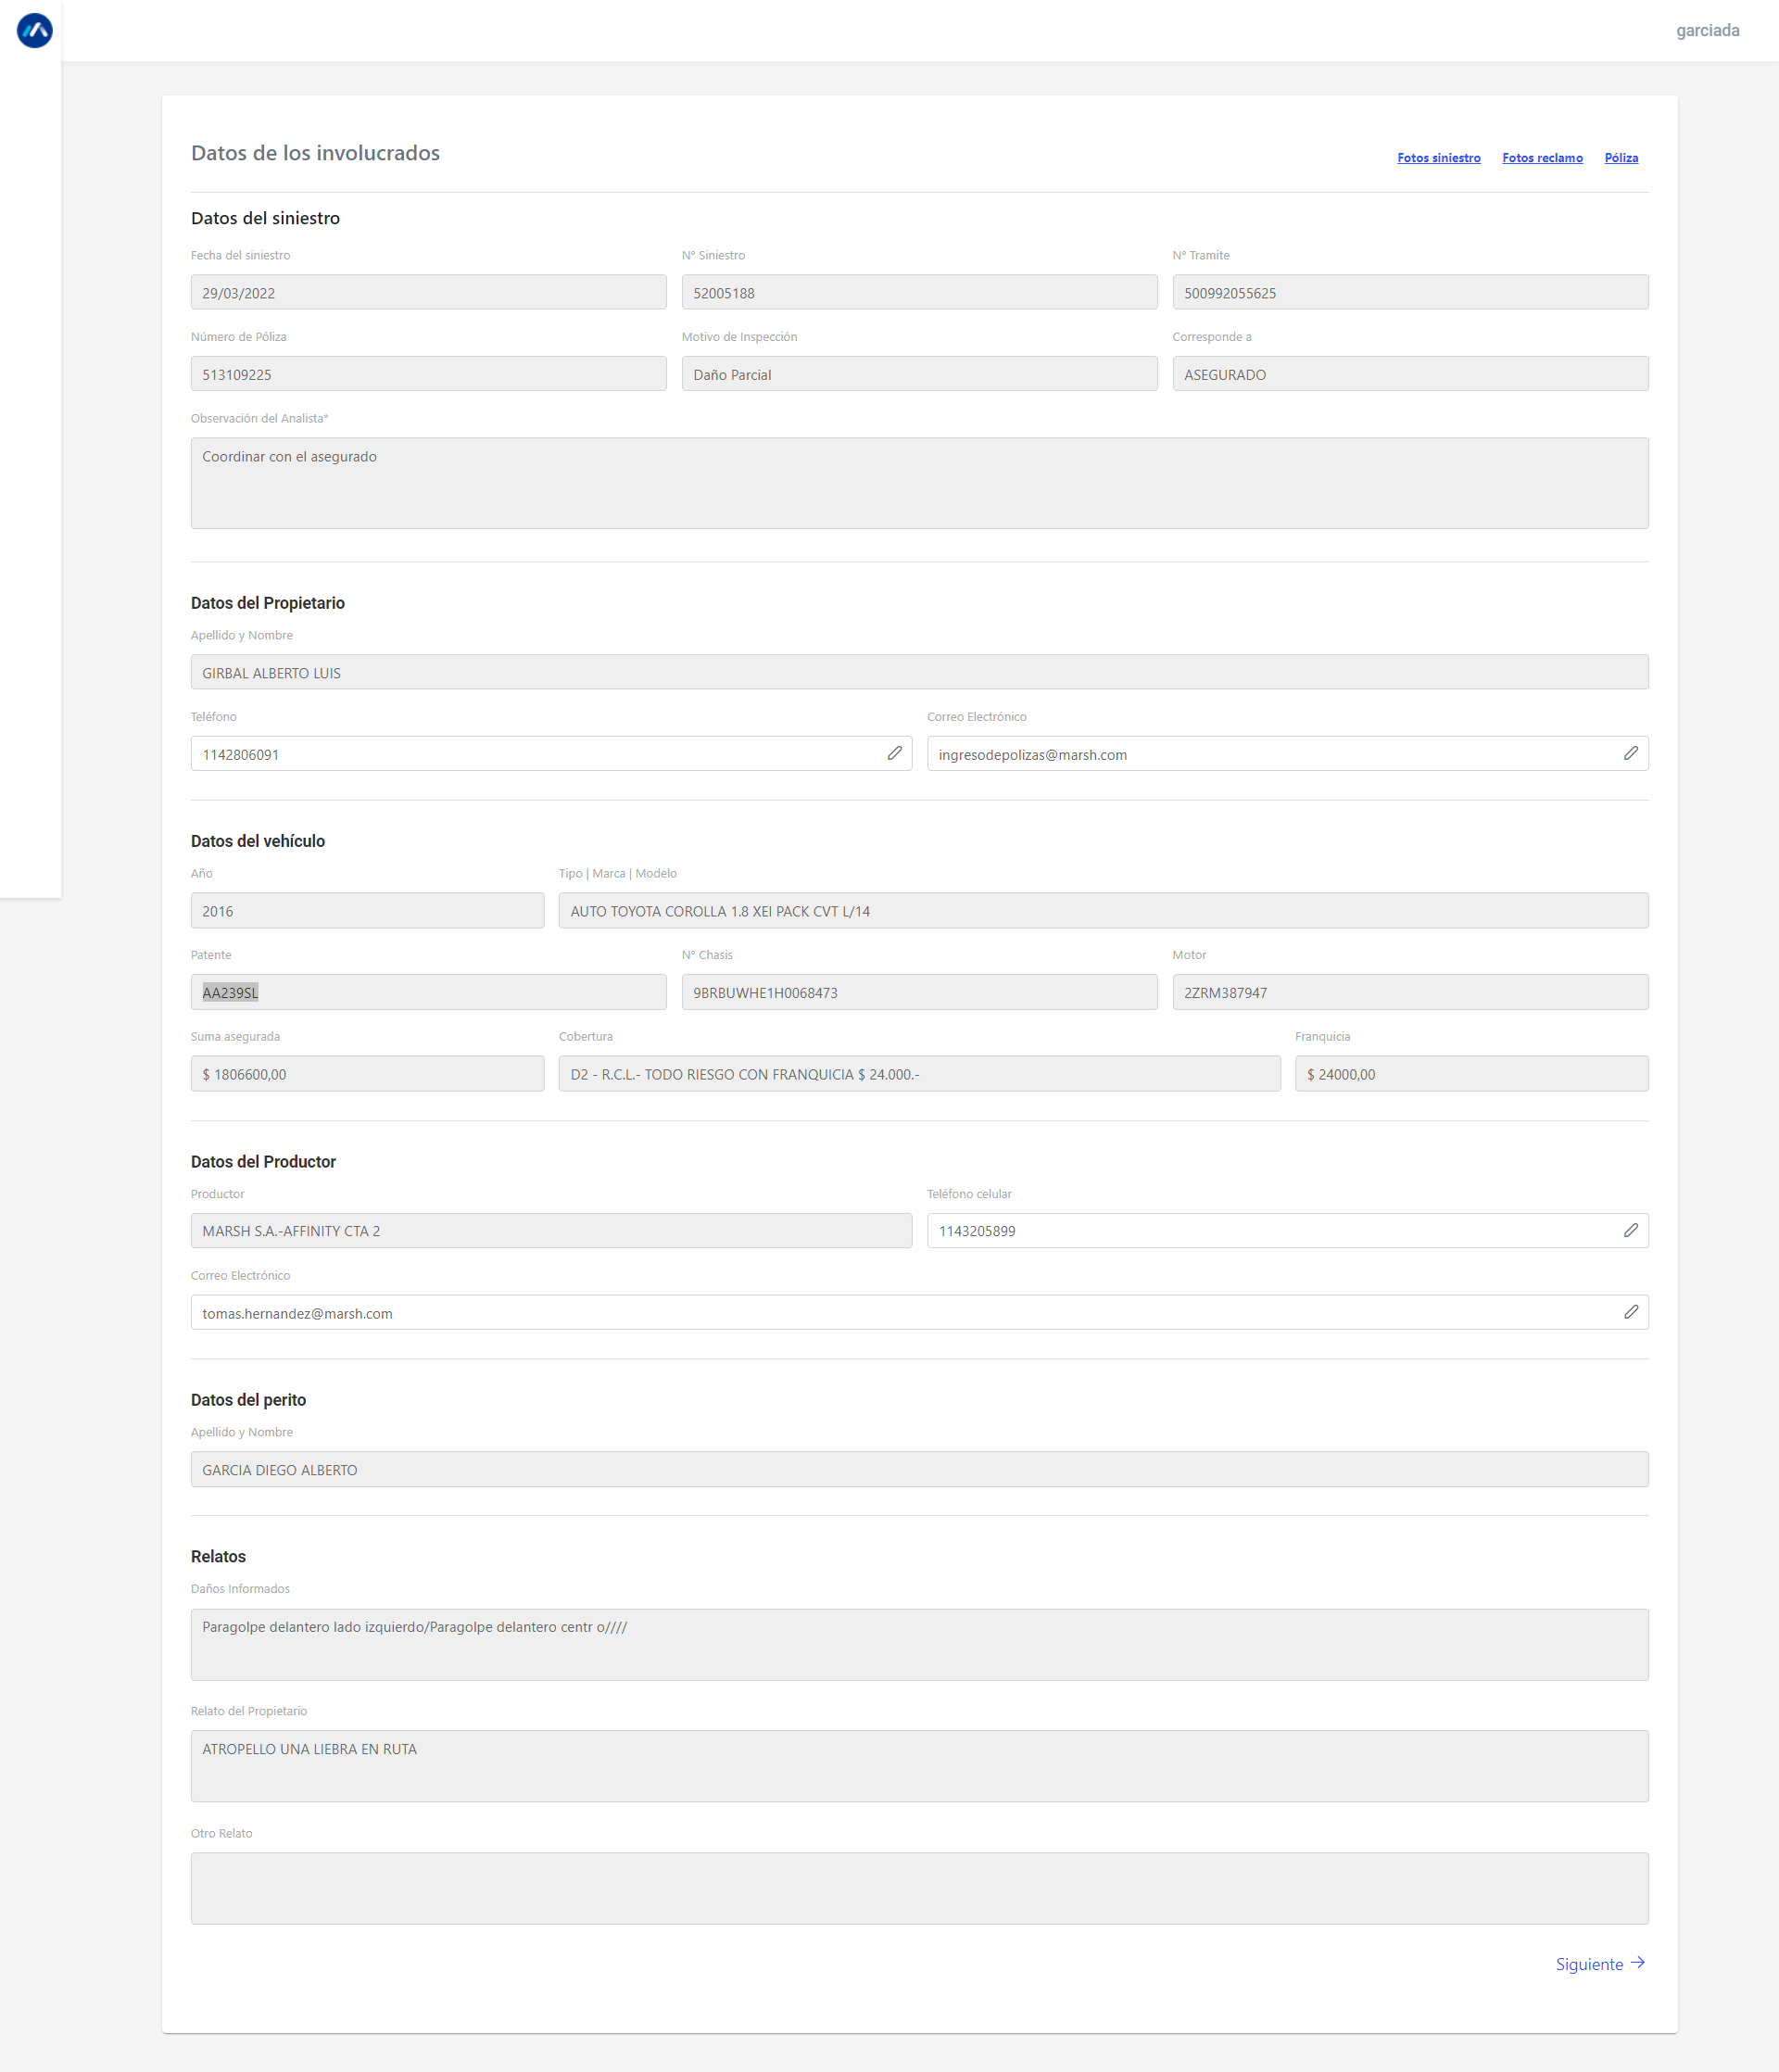 garciada
Datos de los involucrados
Fotos siniestro Fotos reclamo Póliza
Datos del siniestro
Fecha del siniestro N° Siniestro N° Tramite
29/03/2022 52005188 500992055625
Número de Póliza Motivo de Inspección Corresponde a
513109225 Daño Parcial ASEGURADO
Observación del Analista*
Coordinar con el asegurado
Datos del Propietario
Apellido y Nombre
GIRBAL ALBERTO LUIS
Teléfono Correo Electrónico
1142806091 ingresodepolizas@marsh.com
Datos del vehículo
Año Tipo | Marca | Modelo
2016 AUTO TOYOTA COROLLA 1.8 XEI PACK CVT L/14
Patente N° Chasis Motor
AA239SL 9BRBUWHE1H0068473 2ZRM387947
Suma asegurada Cobertura Franquicia
$ 1806600,00 D2 - R.C.L.- TODO RIESGO CON FRANQUICIA $ 24.000.- $ 24000,00
Datos del Productor
Productor Teléfono celular
MARSH S.A.-AFFINITY CTA 2 1143205899
Correo Electrónico
tomas.hernandez@marsh.com
Datos del perito
Apellido y Nombre
GARCIA DIEGO ALBERTO
Relatos
Daños Informados
Paragolpe delantero lado izquierdo/Paragolpe delantero centr o////
Relato del Propietario
ATROPELLO UNA LIEBRA EN RUTA
Otro Relato
Siguiente →